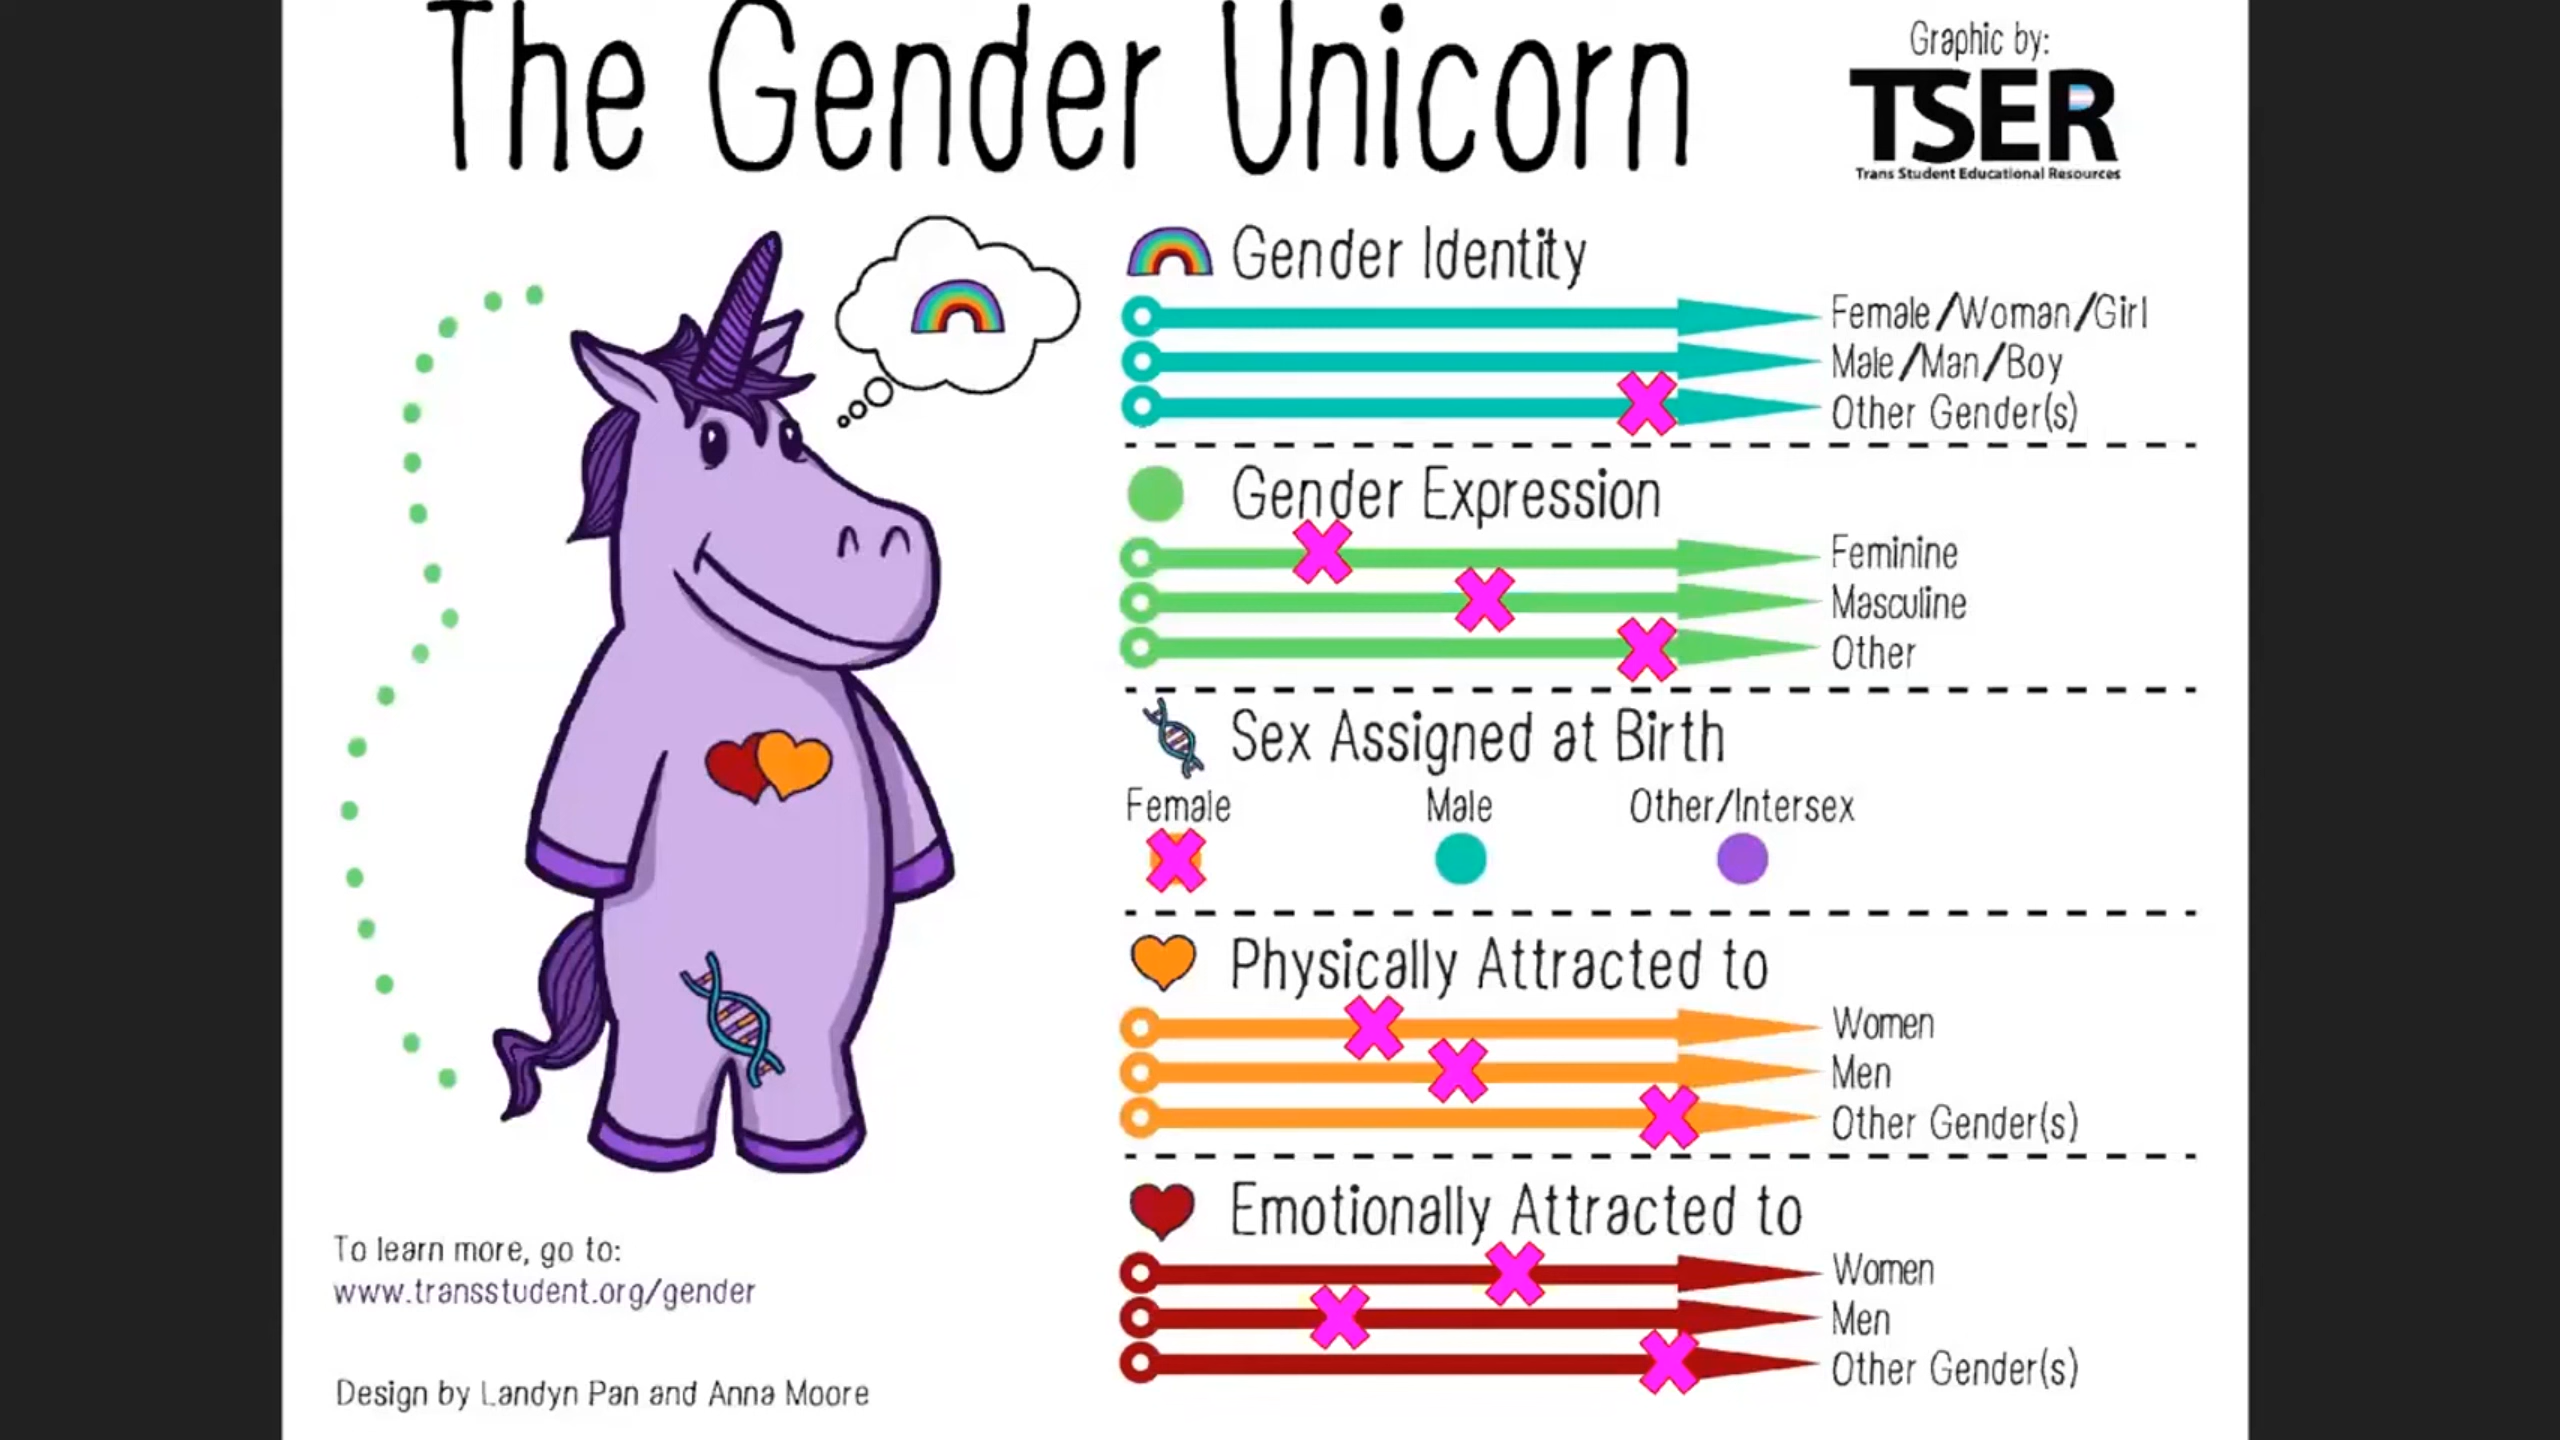 The Gender Unicorn
Graphic by:
TSER
Trans Student Educational Resources
Gender Identity
Female/Woman/Girl
Male/Man/Boy
Other Gender(s)
Gender Expression
Feminine
Masculine
Other
Sex Assigned at Birth
Female Male Other/Intersex
Physically Attracted to
Women
Men
Other Gender(s)
Emotionally Attracted to
Women
Men
Other Gender(s)
To learn more, go to:
www.transstudent.org/gender
Design by Landyn Pan and Anna Moore